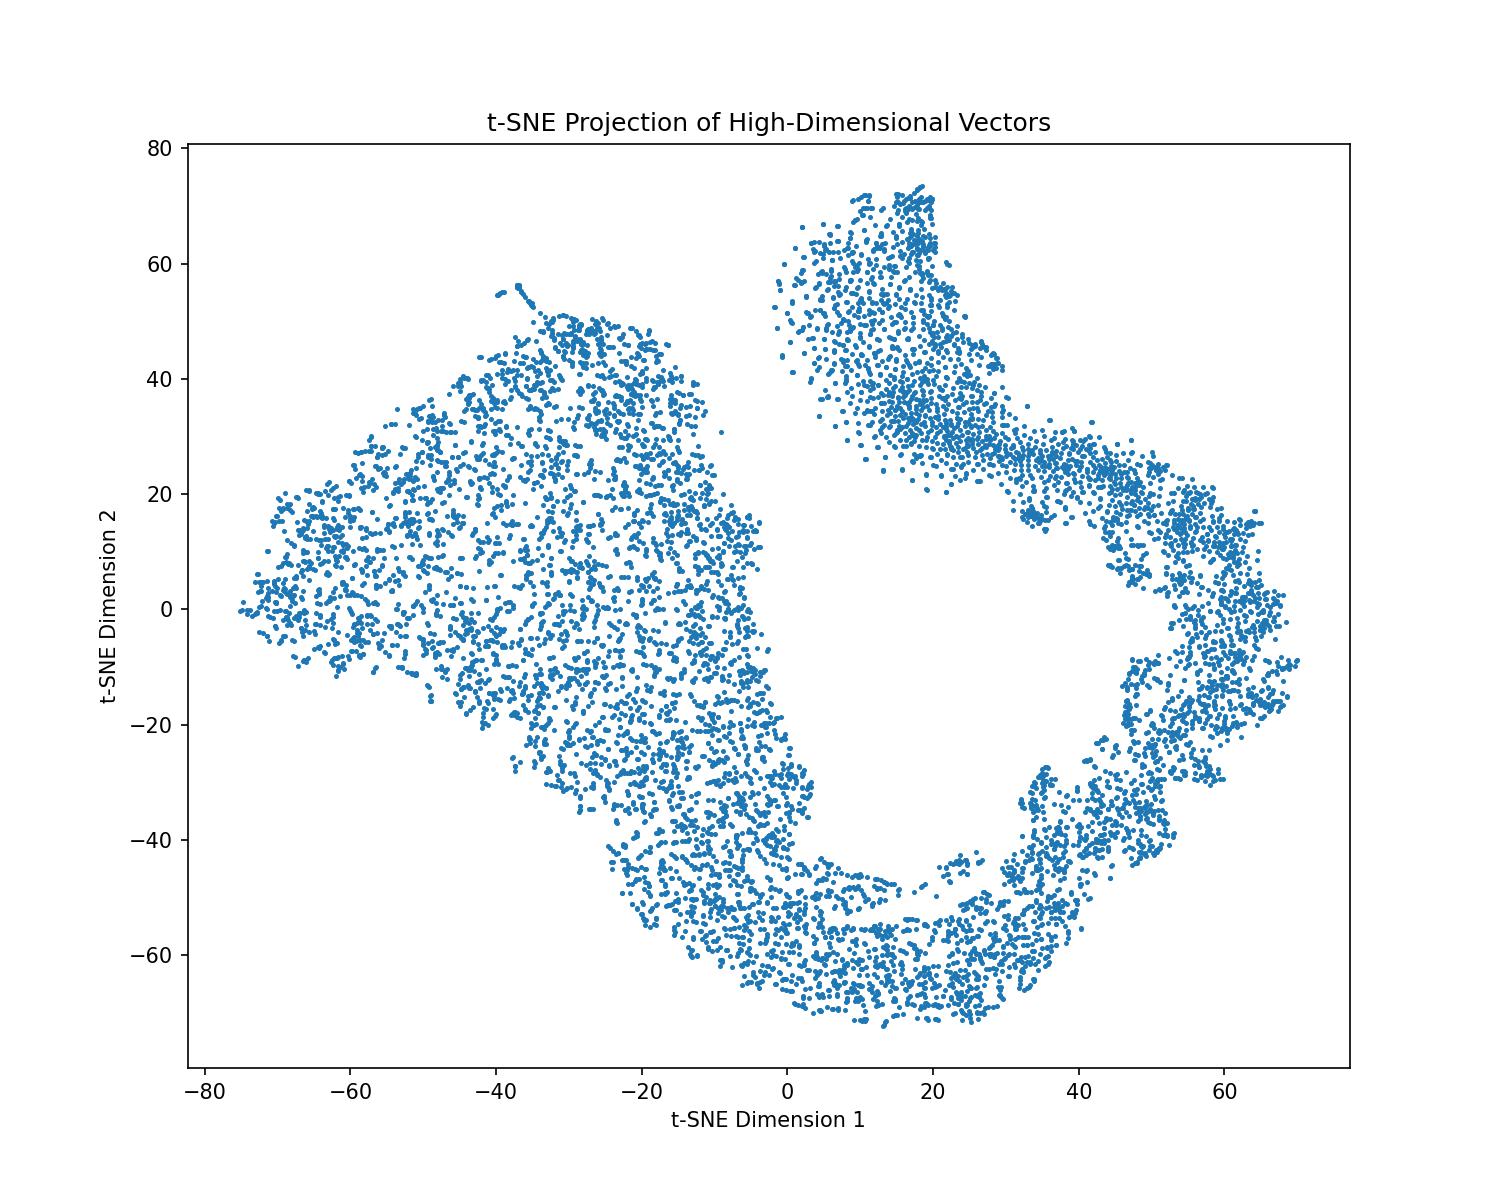 t-SNE Projection of High-Dimensional Vectors
80
60
40
20
0
−20
−40
−60
t-SNE Dimension 2
−80 −60 −40 −20 0 20 40 60
t-SNE Dimension 1